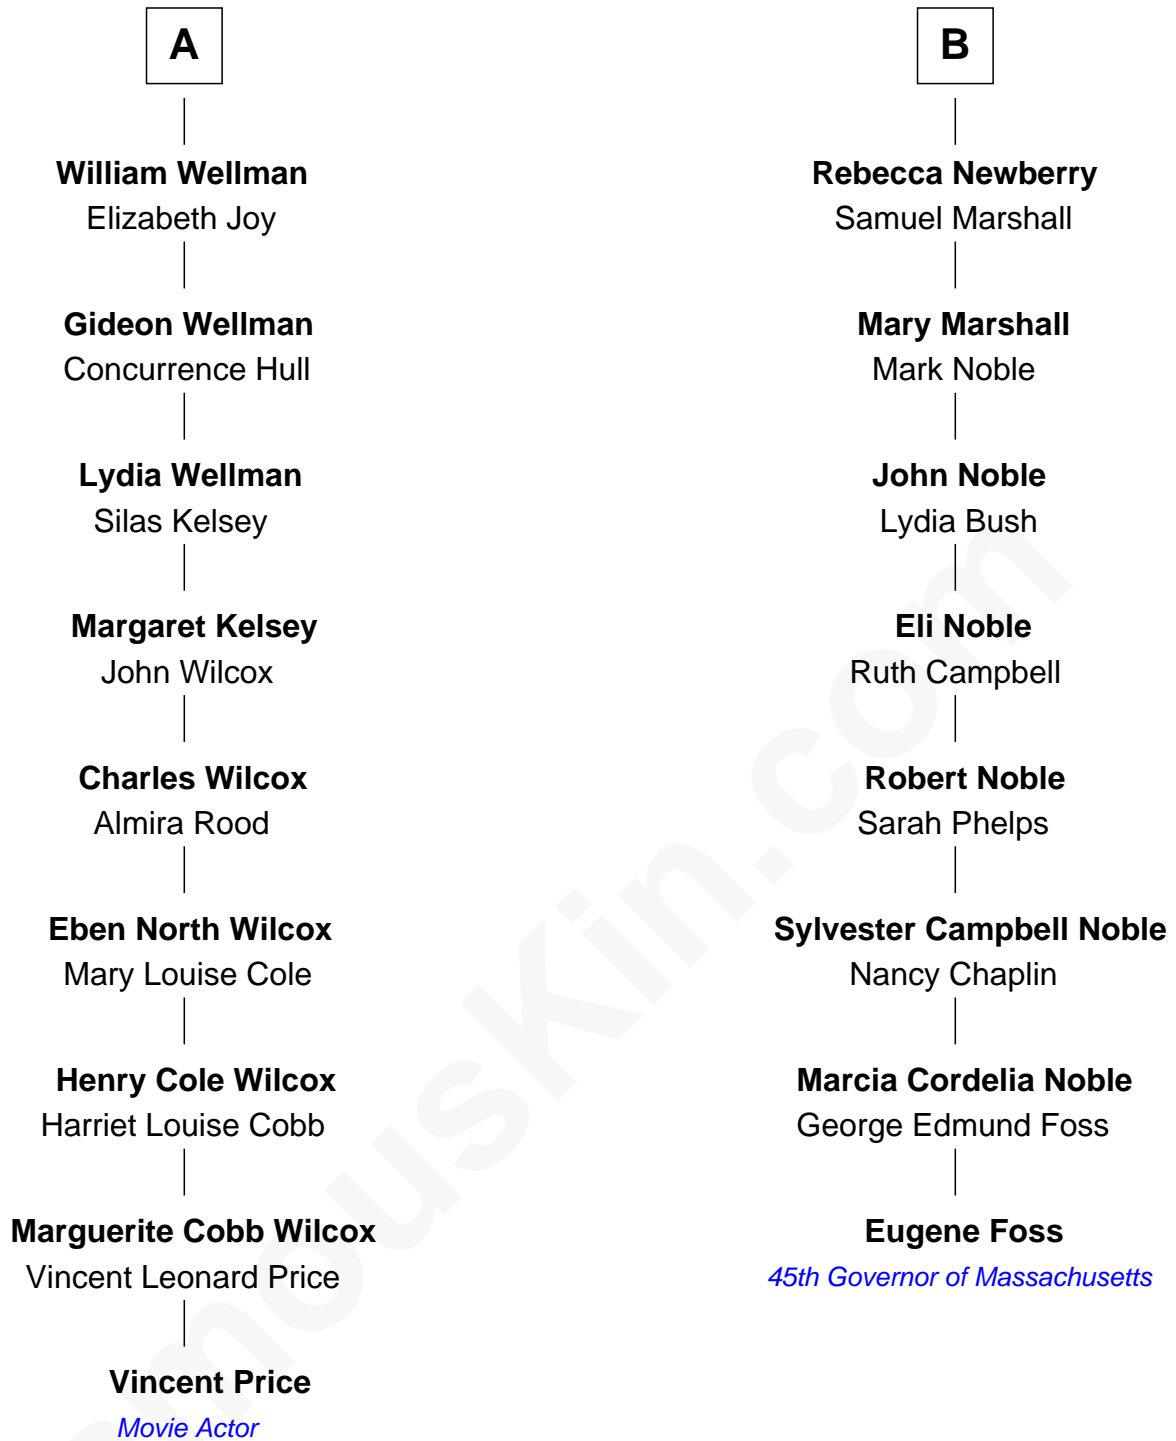 A
William Wellman
Elizabeth Joy
Gideon Wellman
Concurrence Hull
Lydia Wellman
Silas Kelsey
Margaret Kelsey
John Wilcox
Charles Wilcox
Almira Rood
Eben North Wilcox
Mary Louise Cole
Henry Cole Wilcox
Harriet Louise Cobb
Marguerite Cobb Wilcox
Vincent Leonard Price
Vincent Price
Movie Actor
B
Rebecca Newberry
Samuel Marshall
Mary Marshall
Mark Noble
John Noble
Lydia Bush
Eli Noble
Ruth Campbell
Robert Noble
Sarah Phelps
Sylvester Campbell Noble
Nancy Chaplin
Marcia Cordelia Noble
George Edmund Foss
Eugene Foss
45th Governor of Massachusetts
mousKin.com